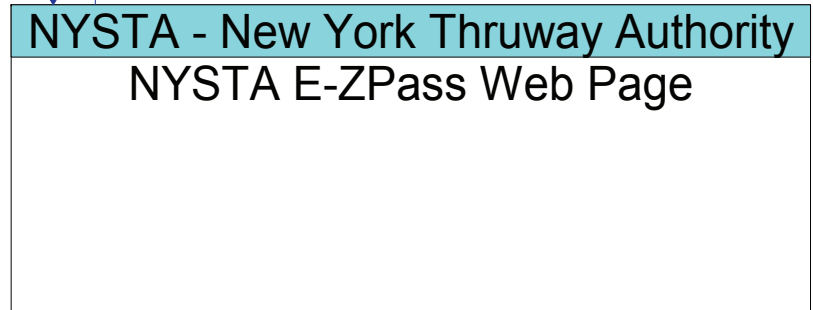 NYSTA - New York Thruway Authority
NYSTA E-ZPass Web Page